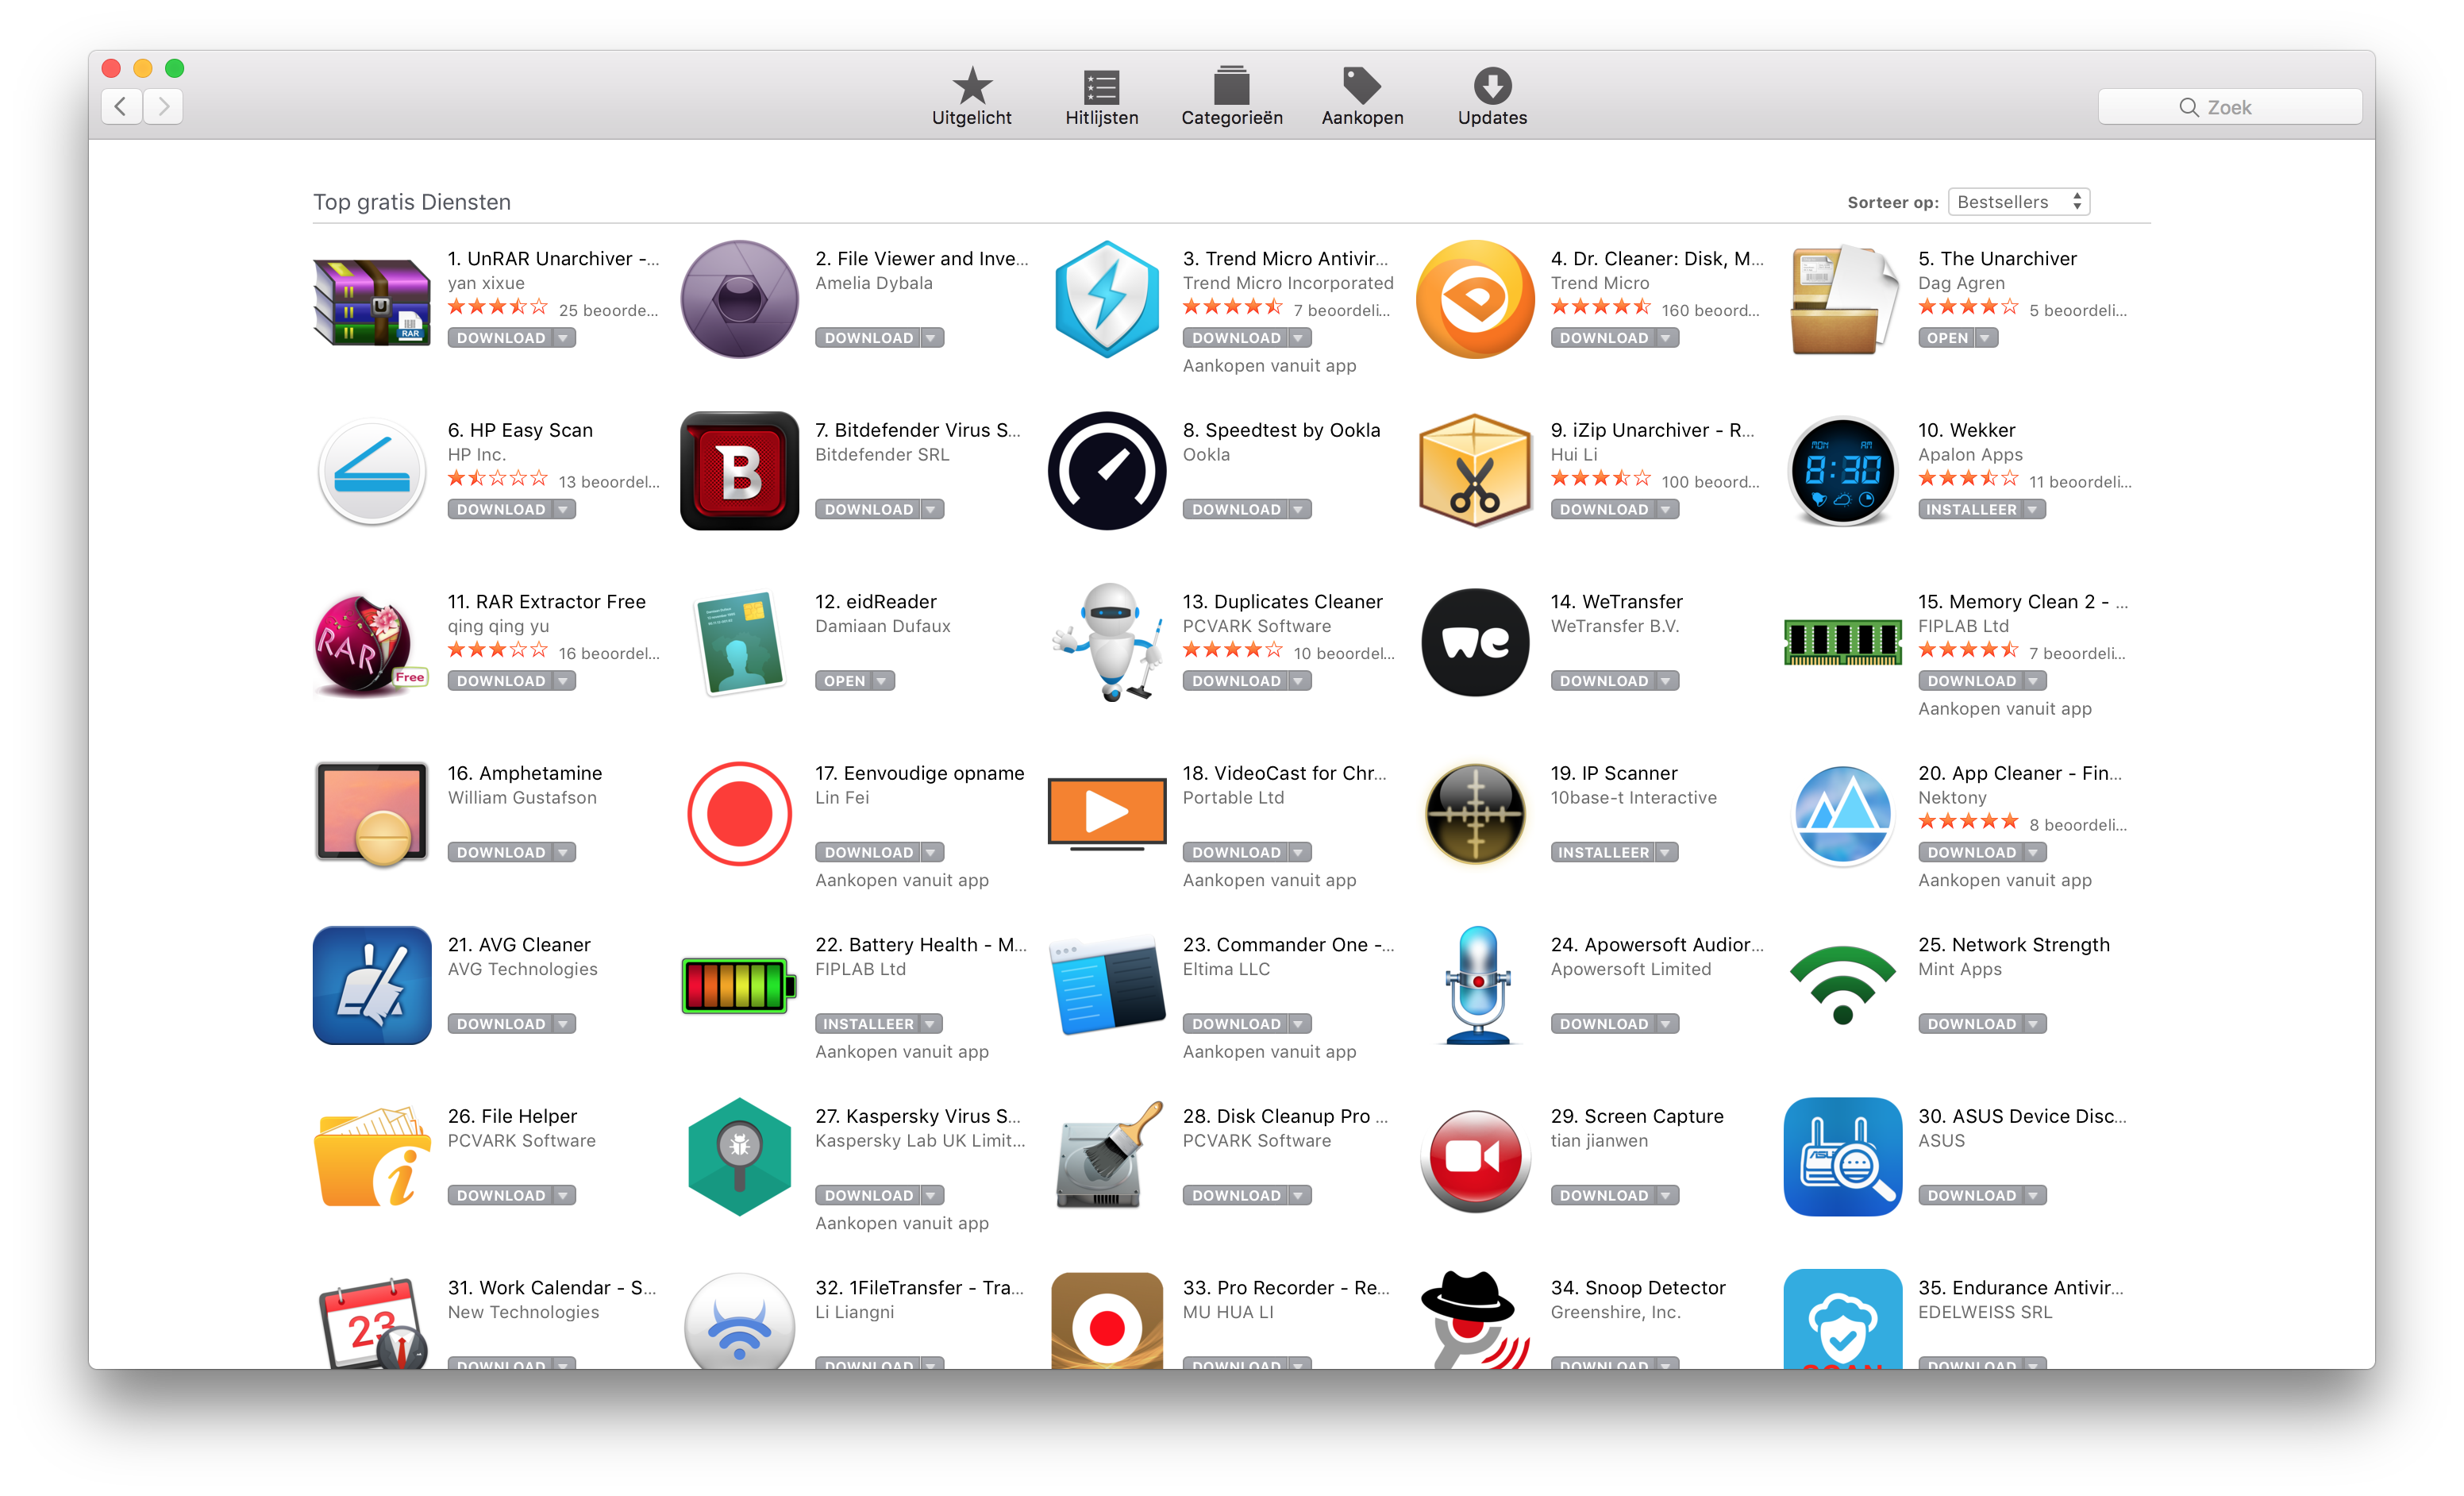 Uitgelicht
Hitlijsten
Categorieën
Aankopen
Updates
Zoek
Top gratis Diensten
Sorteer op: Bestsellers
1. UnRAR Unarchiver -...
yan xixue
25 beoorde...
DOWNLOAD
2. File Viewer and Inve...
Amelia Dybala
DOWNLOAD
3. Trend Micro Antivir...
Trend Micro Incorporated
7 beoordeli...
DOWNLOAD
Aankopen vanuit app
4. Dr. Cleaner: Disk, M...
Trend Micro
160 beoord...
DOWNLOAD
5. The Unarchiver
Dag Agren
5 beoordeli...
OPEN
6. HP Easy Scan
HP Inc.
13 beoordel...
DOWNLOAD
7. Bitdefender Virus S...
Bitdefender SRL
DOWNLOAD
8. Speedtest by Ookla
Ookla
DOWNLOAD
9. iZip Unarchiver - R...
Hui Li
100 beoord...
DOWNLOAD
10. Wekker
Apalon Apps
11 beoordeli...
INSTALLEER
11. RAR Extractor Free
qing qing yu
16 beoordel...
DOWNLOAD
12. eidReader
Damiaan Dufaux
OPEN
13. Duplicates Cleaner
PCVARK Software
10 beoordel...
DOWNLOAD
14. WeTransfer
WeTransfer B.V.
DOWNLOAD
15. Memory Clean 2 - ...
FIPLAB Ltd
7 beoordeli...
DOWNLOAD
Aankopen vanuit app
16. Amphetamine
William Gustafson
DOWNLOAD
17. Eenvoudige opname
Lin Fei
DOWNLOAD
Aankopen vanuit app
18. VideoCast for Chr...
Portable Ltd
DOWNLOAD
Aankopen vanuit app
19. IP Scanner
10base-t Interactive
INSTALLEER
20. App Cleaner - Fin...
Nektony
8 beoordeli...
DOWNLOAD
Aankopen vanuit app
21. AVG Cleaner
AVG Technologies
DOWNLOAD
22. Battery Health - M...
FIPLAB Ltd
INSTALLEER
Aankopen vanuit app
23. Commander One -...
Eltima LLC
DOWNLOAD
Aankopen vanuit app
24. Apowersoft Audior...
Apowersoft Limited
DOWNLOAD
25. Network Strength
Mint Apps
DOWNLOAD
26. File Helper
PCVARK Software
DOWNLOAD
27. Kaspersky Virus S...
Kaspersky Lab UK Limit...
DOWNLOAD
Aankopen vanuit app
28. Disk Cleanup Pro ...
PCVARK Software
DOWNLOAD
29. Screen Capture
tian jianwen
DOWNLOAD
30. ASUS Device Disc...
ASUS
DOWNLOAD
31. Work Calendar - S...
New Technologies
DOWNLOAD
32. 1FileTransfer - Tra...
Li Liangni
DOWNLOAD
33. Pro Recorder - Re...
MU HUA LI
DOWNLOAD
34. Snoop Detector
Greenshire, Inc.
DOWNLOAD
35. Endurance Antivir...
EDELWEISS SRL
DOWNLOAD
U
RAR
B
MON
AM
8:30
RAR
Free
we
i
ASUS
23
SCAN